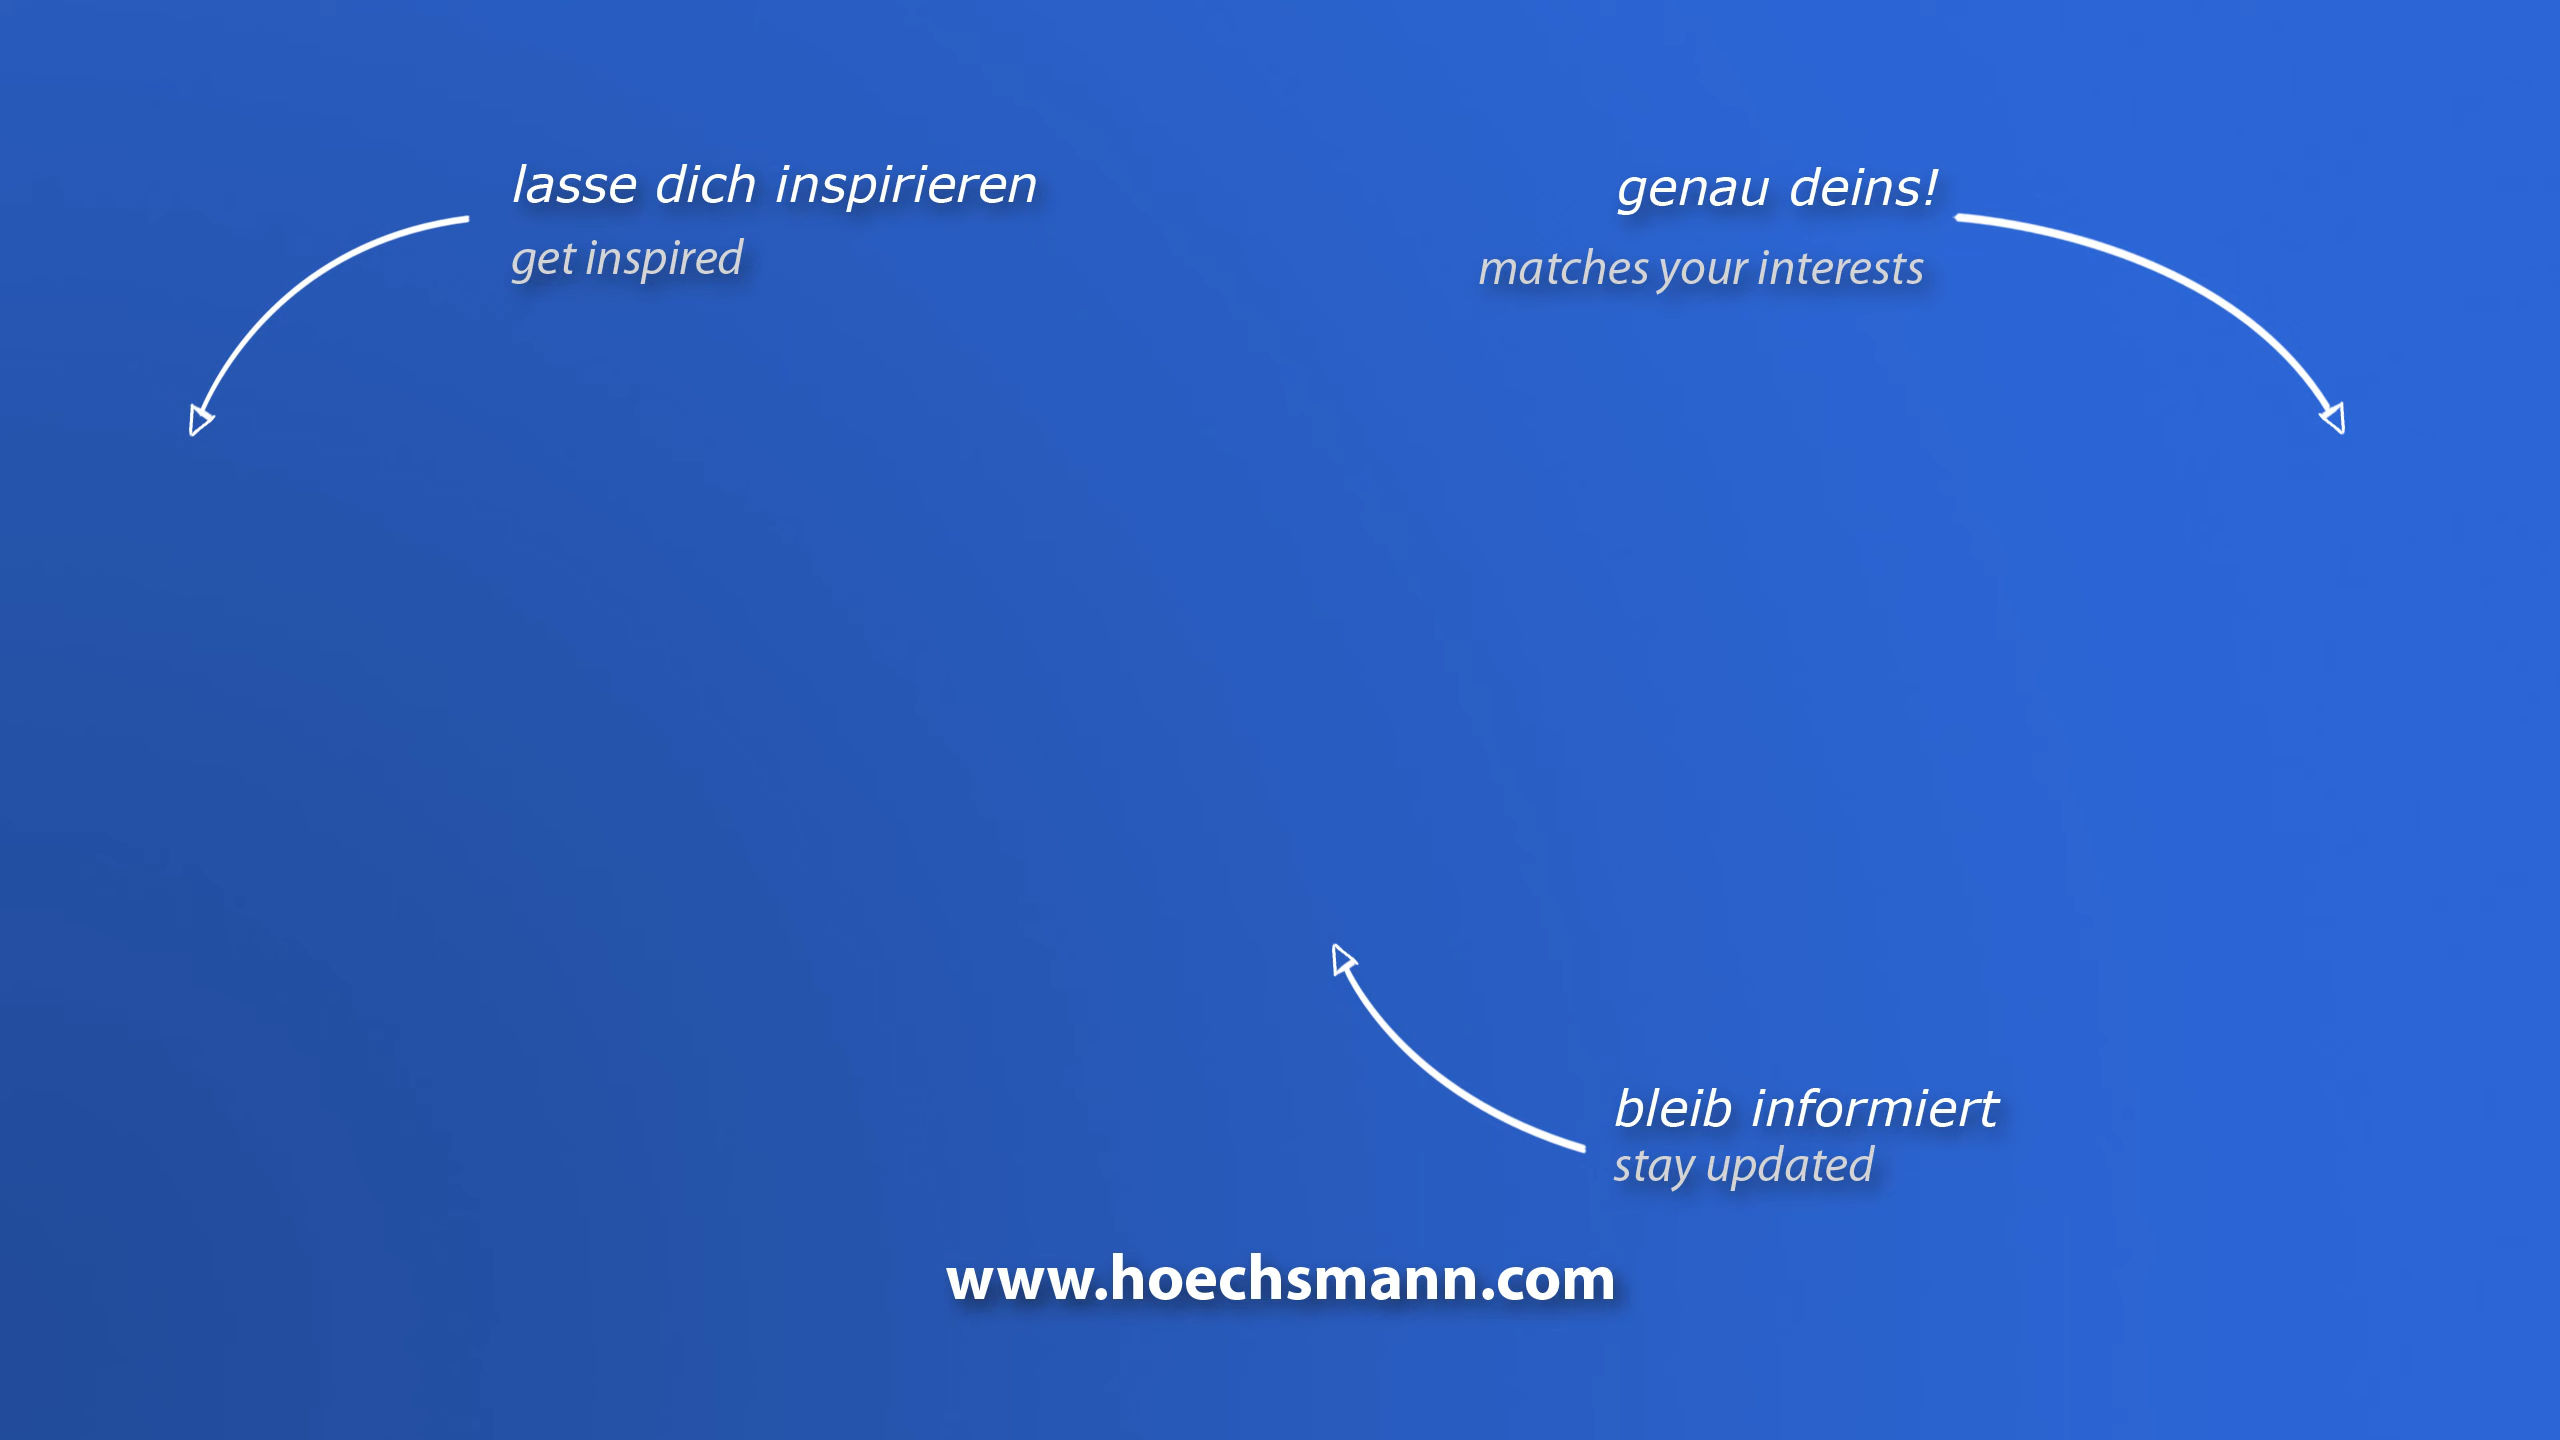 lasse dich inspirieren
get inspired
genau deins!
matches your interests
bleib informiert
stay updated
www.hoechsmann.com